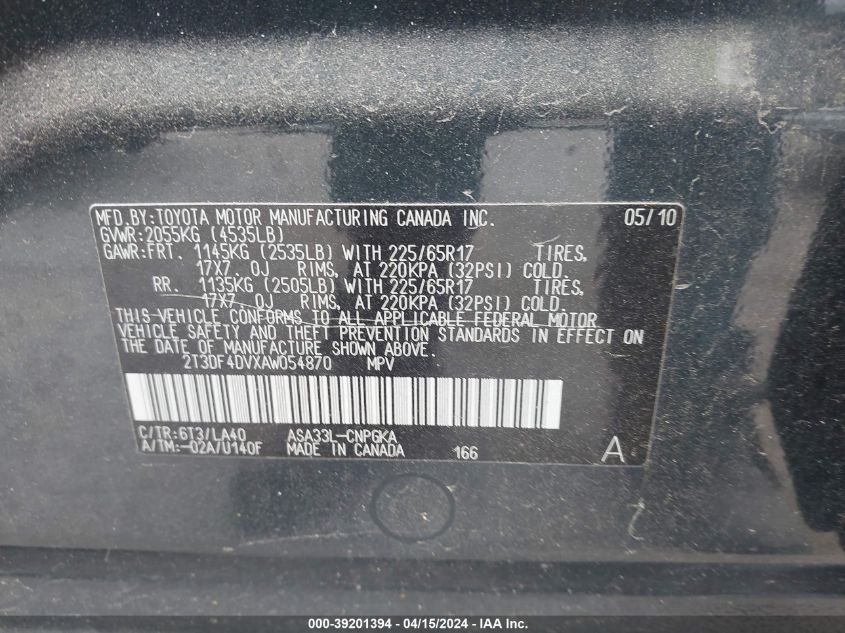 MFD.BY:TOYOTA MOTOR MANUFACTURING CANADA INC. 05/10
GVWR:2055KG (4535LB)
GAWR:FRT. 1145KG (2535LB) WITH 225/65R17 TIRES,
17X7.OJ RIMS, AT 220KPA (32PSI) COLD.
RR. 1135KG (2505LB) WITH 225/65R17 TIRES,
17X7.OJ RIMS, AT 220KPA (32PSI) COLD.
THIS VEHICLE CONFORMS TO ALL APPLICABLE FEDERAL MOTOR
VEHICLE SAFETY AND THEFT PREVENTION STANDARDS IN EFFECT ON
THE DATE OF MANUFACTURE SHOWN ABOVE.
2T3DF4DVXAW054870 MPV
C/TR:6T3/LA40 ASA33L-CNPGKA
A/TM:-02A/U140F MADE IN CANADA 166 A
000-39201394 - 04/15/2024 - IAA Inc.